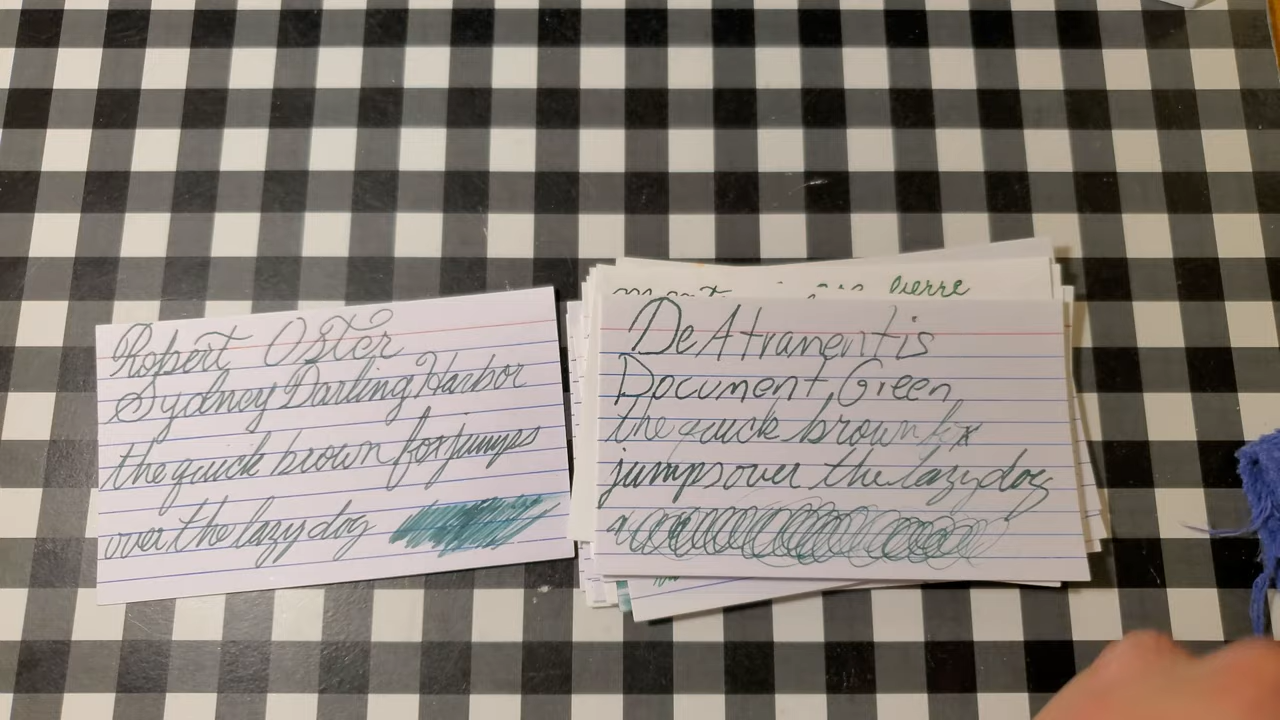 Robert Oster
Sydney Darling Harbor
the quick brown fox jumps
over the lazy dog
Pierre
De Atramentis
Document Green
the quick brown fox
jumps over the lazy dog